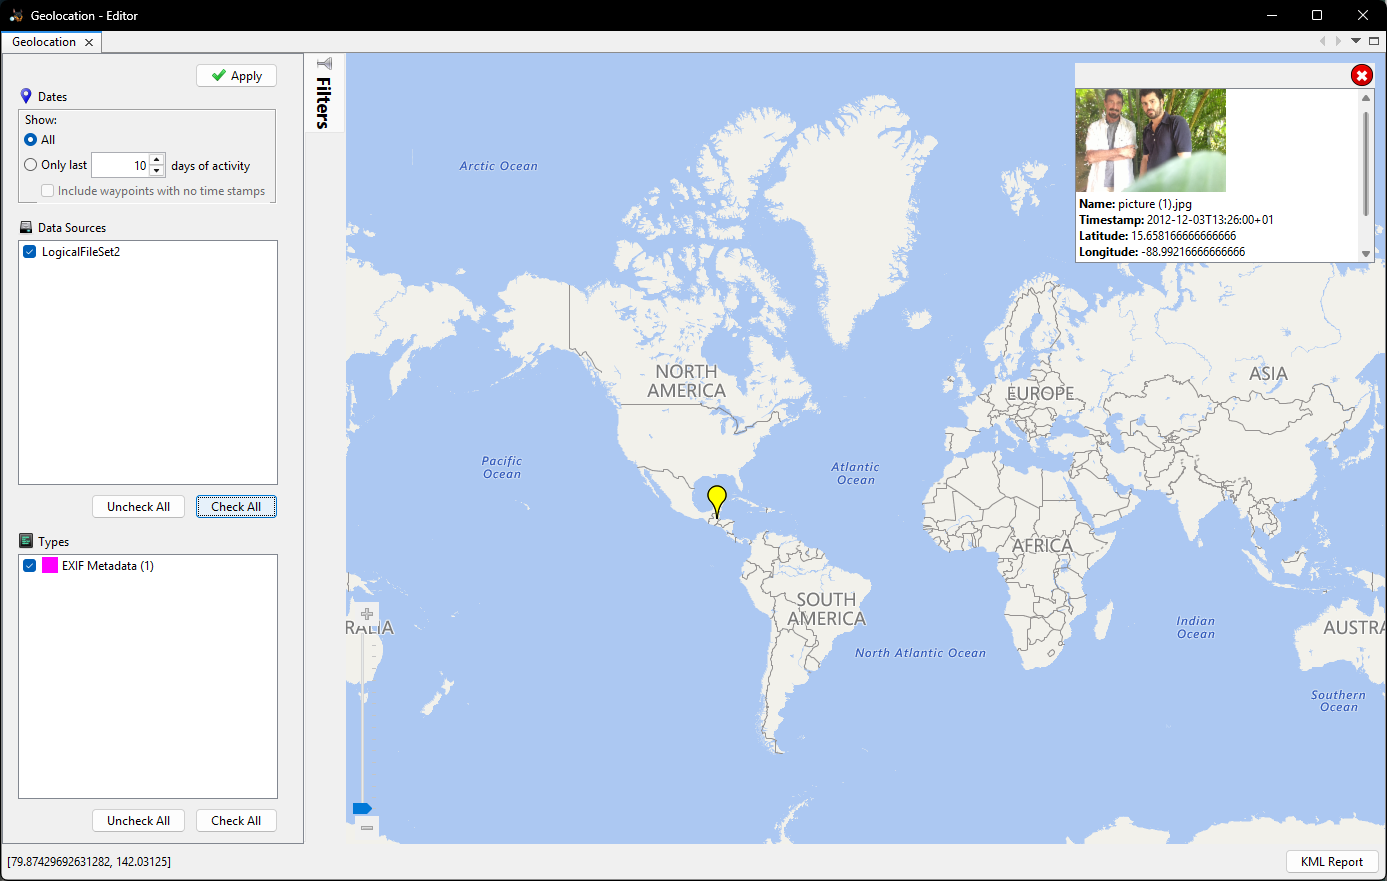 Geolocation - Editor
Geolocation
Apply
Dates
Show:
All
Only last 10 days of activity
Include waypoints with no time stamps
Data Sources
LogicalFileSet2
Uncheck All
Check All
Types
EXIF Metadata (1)
Uncheck All
Check All
[79.87429692631282, 142.03125]
Filters
Arctic Ocean
NORTH
AMERICA
EUROPE
ASIA
Pacific
Ocean
Atlantic
Ocean
AFRICA
SOUTH
AMERICA
RALIA
Indian
Ocean
AUSTRA
North Atlantic Ocean
Southern
Ocean
Name: picture (1).jpg
Timestamp: 2012-12-03T13:26:00+01
Latitude: 15.658166666666666
Longitude: -88.99216666666666
KML Report